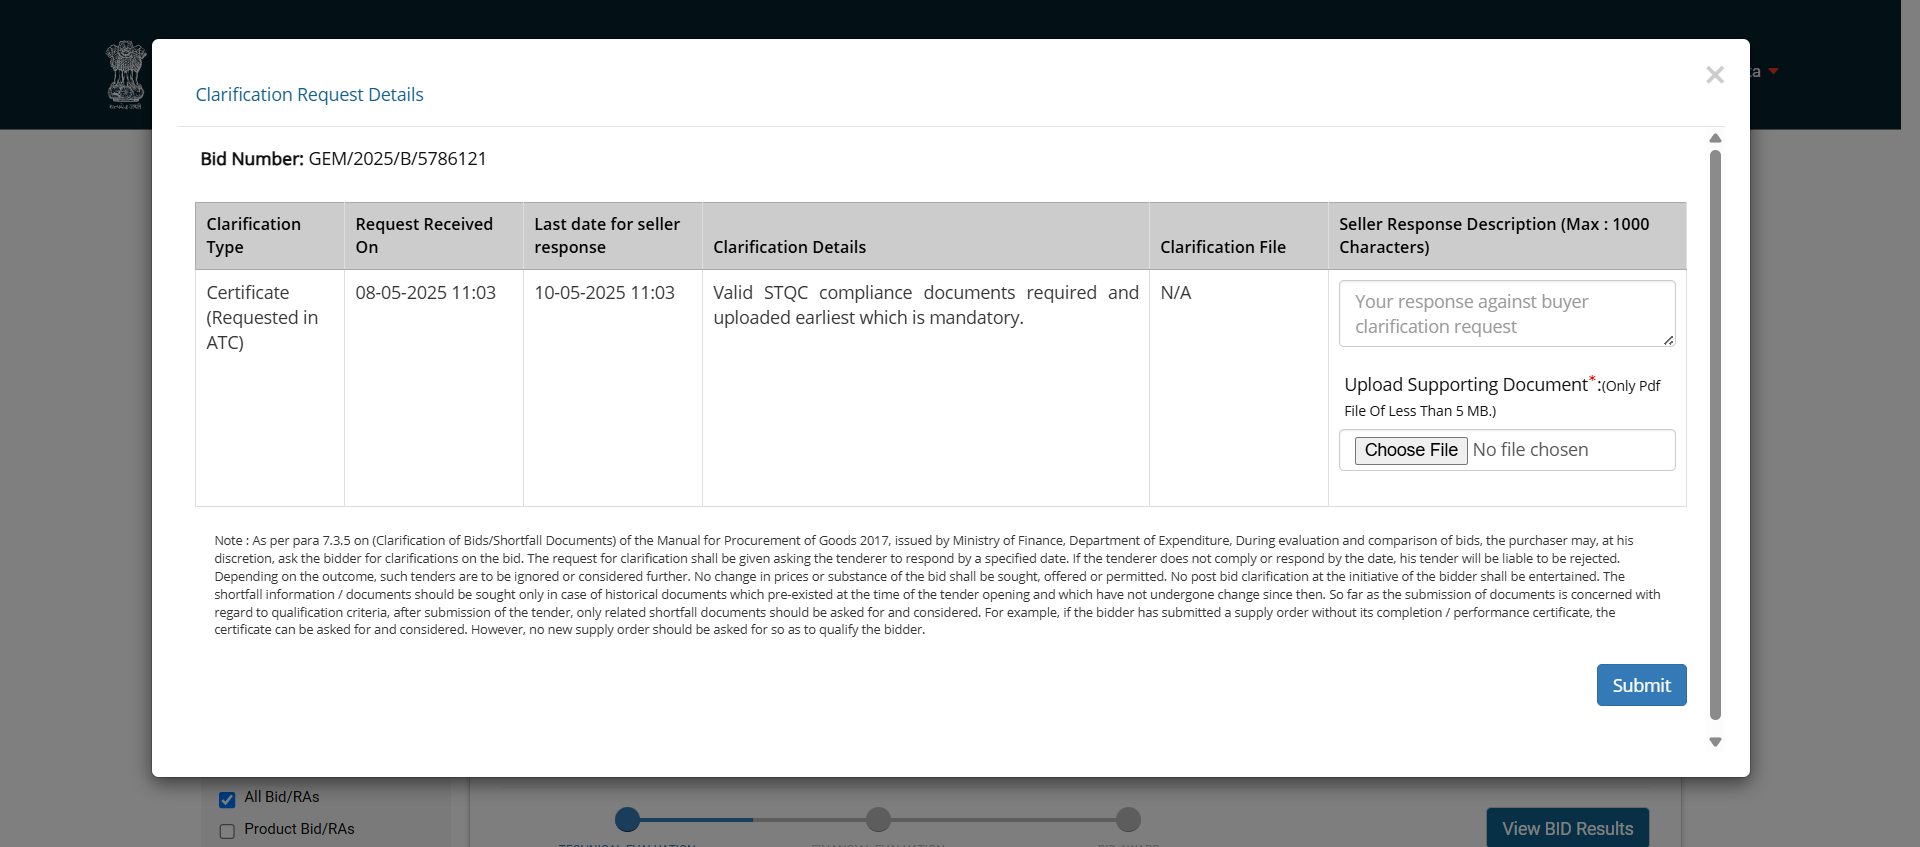 ta
Clarification Request Details
Bid Number: GEM/2025/B/5786121
Clarification Type
Request Received On
Last date for seller response
Clarification Details
Clarification File
Seller Response Description (Max : 1000 Characters)
Certificate
(Requested in
ATC)
08-05-2025 11:03
10-05-2025 11:03
Valid STQC compliance documents required and
uploaded earliest which is mandatory.
N/A
Your response against buyer
clarification request
Upload Supporting Document*:(Only Pdf
File Of Less Than 5 MB.)
Choose File No file chosen
Note : As per para 7.3.5 on (Clarification of Bids/Shortfall Documents) of the Manual for Procurement of Goods 2017, issued by Ministry of Finance, Department of Expenditure, During evaluation and comparison of bids, the purchaser may, at his
discretion, ask the bidder for clarifications on the bid. The request for clarification shall be given asking the tenderer to respond by a specified date. If the tenderer does not comply or respond by the date, his tender will be liable to be rejected.
Depending on the outcome, such tenders are to be ignored or considered further. No change in prices or substance of the bid shall be sought, offered or permitted. No post bid clarification at the initiative of the bidder shall be entertained. The
shortfall information / documents should be sought only in case of historical documents which pre-existed at the time of the tender opening and which have not undergone change since then. So far as the submission of documents is concerned with
regard to qualification criteria, after submission of the tender, only related shortfall documents should be asked for and considered. For example, if the bidder has submitted a supply order without its completion / performance certificate, the
certificate can be asked for and considered. However, no new supply order should be asked for so as to qualify the bidder.
Submit
All Bid/RAs
Product Bid/RAs
View BID Results